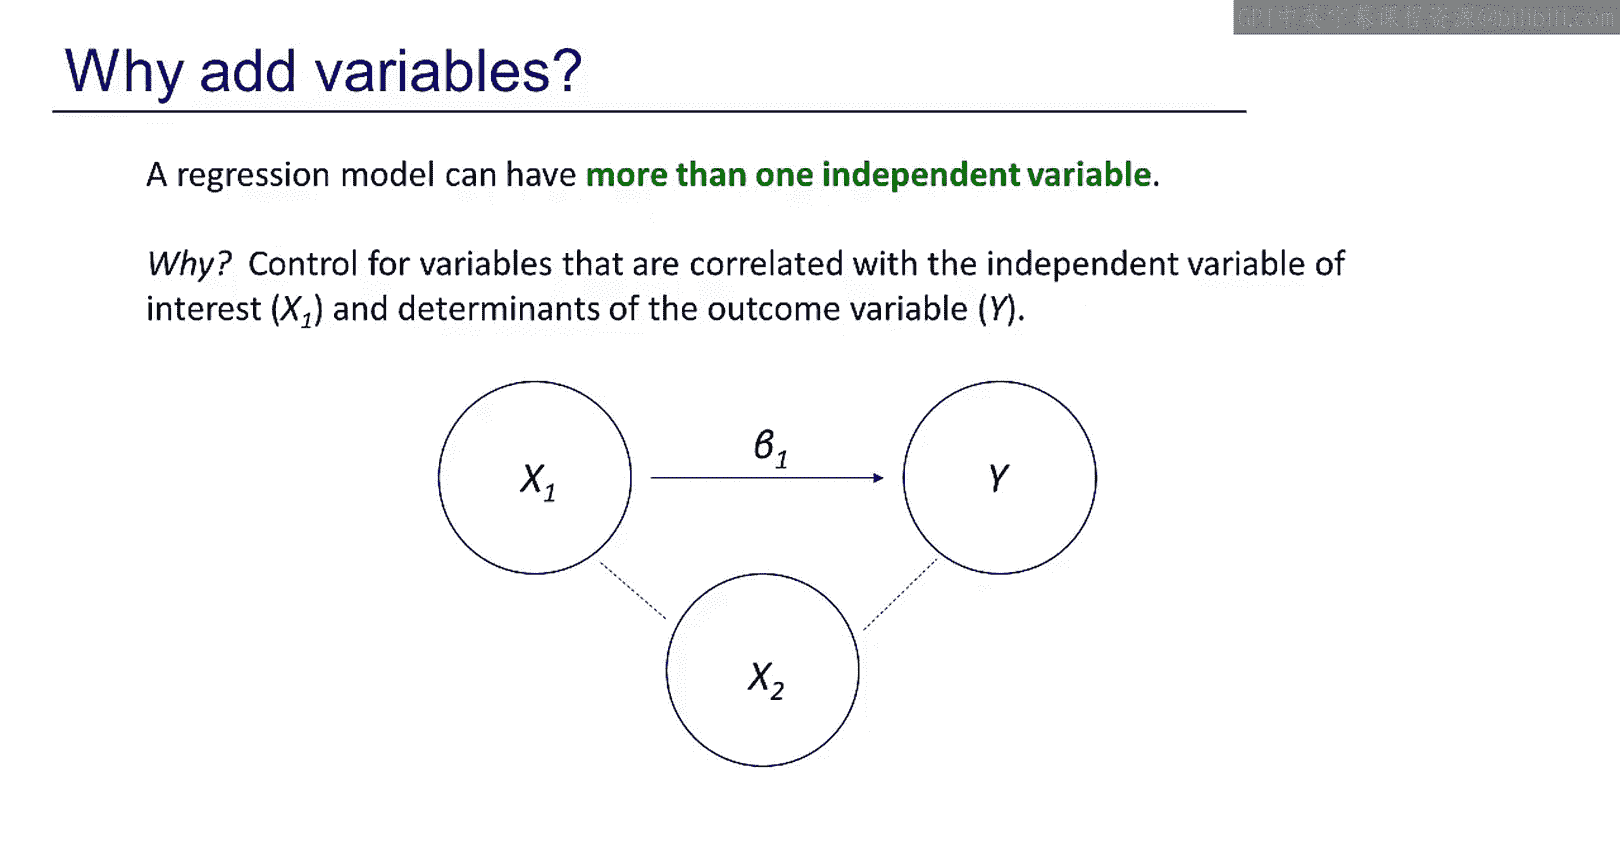 Why add variables?
A regression model can have more than one independent variable.
Why? Control for variables that are correlated with the independent variable of
interest (X₁) and determinants of the outcome variable (Y).
β₁
X₁
Y
X₂